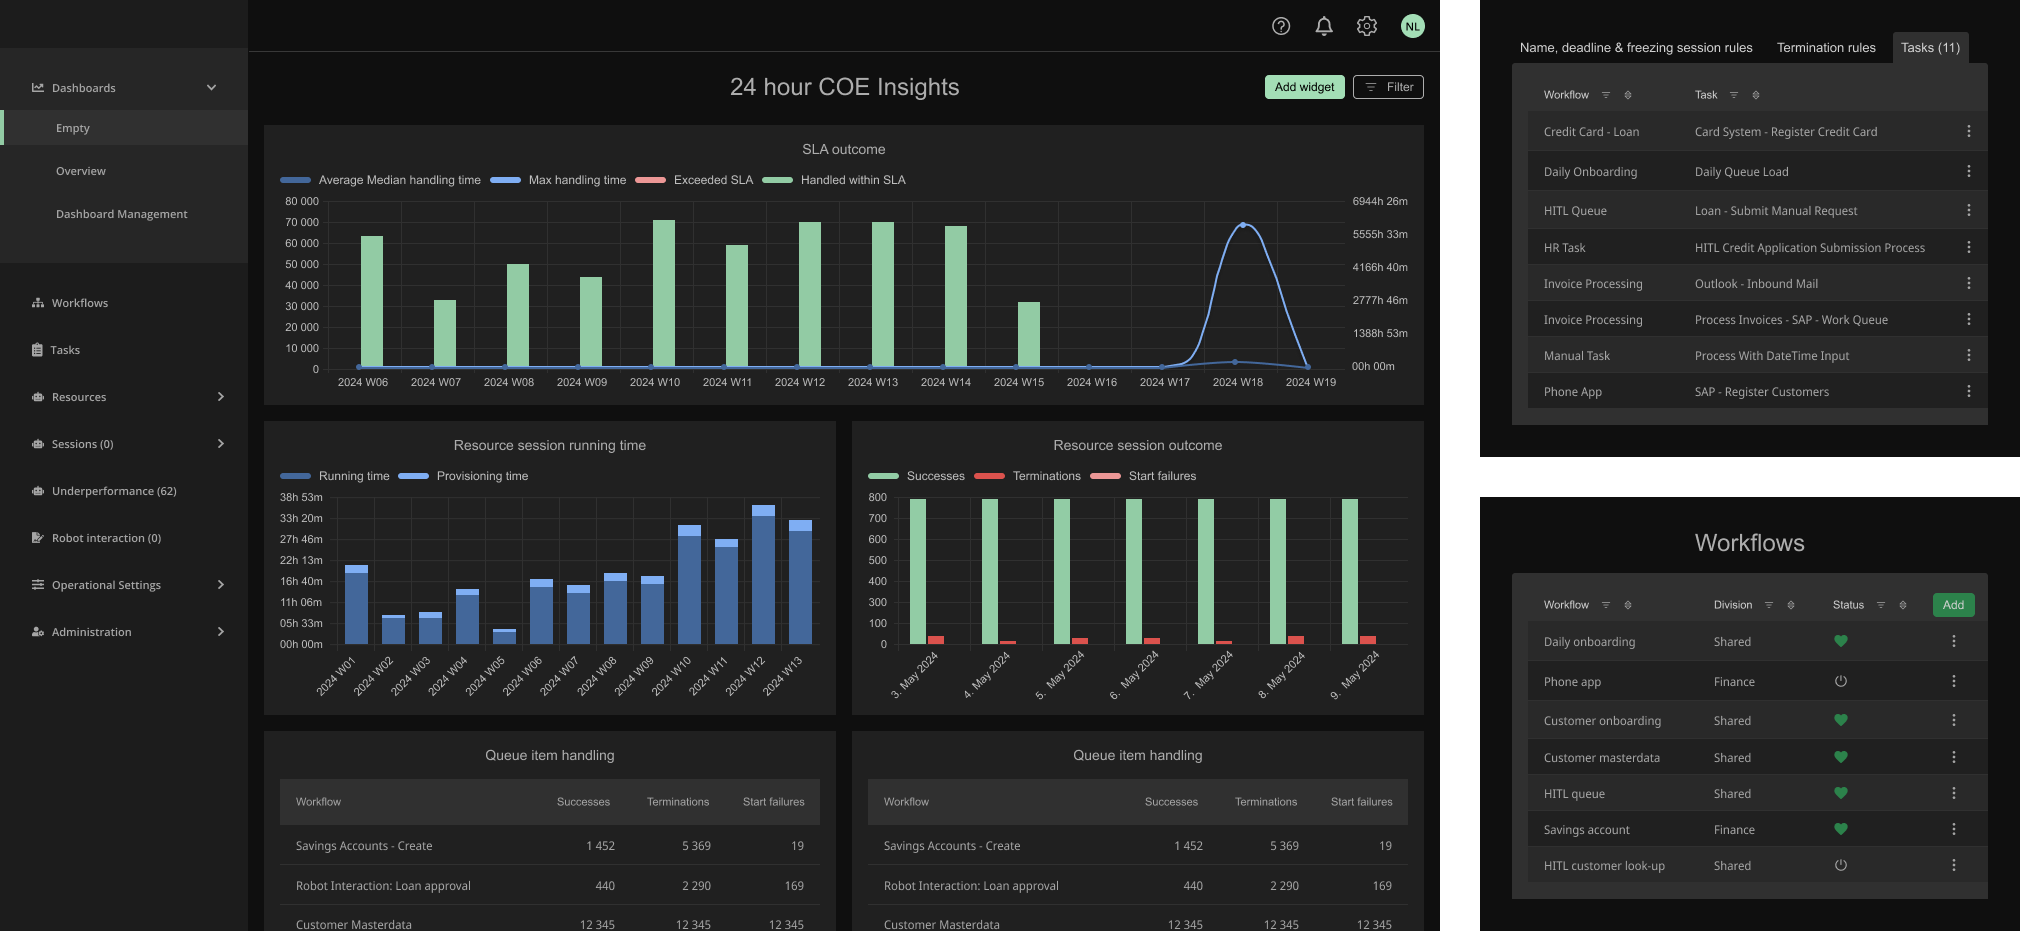 NL
Dashboards
Empty
Overview
Dashboard Management
Workflows
Tasks
Resources
Sessions (0)
Underperformance (62)
Robot interaction (0)
Operational Settings
Administration
24 hour COE Insights
Add widget
Filter
SLA outcome
Average Median handling time Max handling time Exceeded SLA Handled within SLA
80 000
70 000
60 000
50 000
40 000
30 000
20 000
10 000
0
6944h 26m
5555h 33m
4166h 40m
2777h 46m
1388h 53m
00h 00m
2024 W06 2024 W07 2024 W08 2024 W09 2024 W10 2024 W11 2024 W12 2024 W13 2024 W14 2024 W15 2024 W16 2024 W17 2024 W18 2024 W19
Resource session running time
Running time Provisioning time
38h 53m
33h 20m
27h 46m
22h 13m
16h 40m
11h 06m
05h 33m
00h 00m
2024 W01 2024 W02 2024 W03 2024 W04 2024 W05 2024 W06 2024 W07 2024 W08 2024 W09 2024 W10 2024 W11 2024 W12 2024 W13
Resource session outcome
Successes Terminations Start failures
800
700
600
500
400
300
100
0
3. May 2024 4. May 2024 5. May 2024 6. May 2024 7. May 2024 8. May 2024 9. May 2024
Queue item handling
Workflow Successes Terminations Start failures
Savings Accounts - Create 1 452 5 369 19
Robot Interaction: Loan approval 440 2 290 169
Customer Masterdata 12 345 12 345 12 345
Queue item handling
Workflow Successes Terminations Start failures
Savings Accounts - Create 1 452 5 369 19
Robot Interaction: Loan approval 440 2 290 169
Customer Masterdata 12 345 12 345 12 345
Name, deadline & freezing session rules Termination rules Tasks (11)
Workflow Task
Credit Card - Loan Card System - Register Credit Card
Daily Onboarding Daily Queue Load
HITL Queue Loan - Submit Manual Request
HR Task HITL Credit Application Submission Process
Invoice Processing Outlook - Inbound Mail
Invoice Processing Process Invoices - SAP - Work Queue
Manual Task Process With DateTime Input
Phone App SAP - Register Customers
Workflows
Workflow Division Status Add
Daily onboarding Shared
Phone app Finance
Customer onboarding Shared
Customer masterdata Shared
HITL queue Shared
Savings account Finance
HITL customer look-up Shared